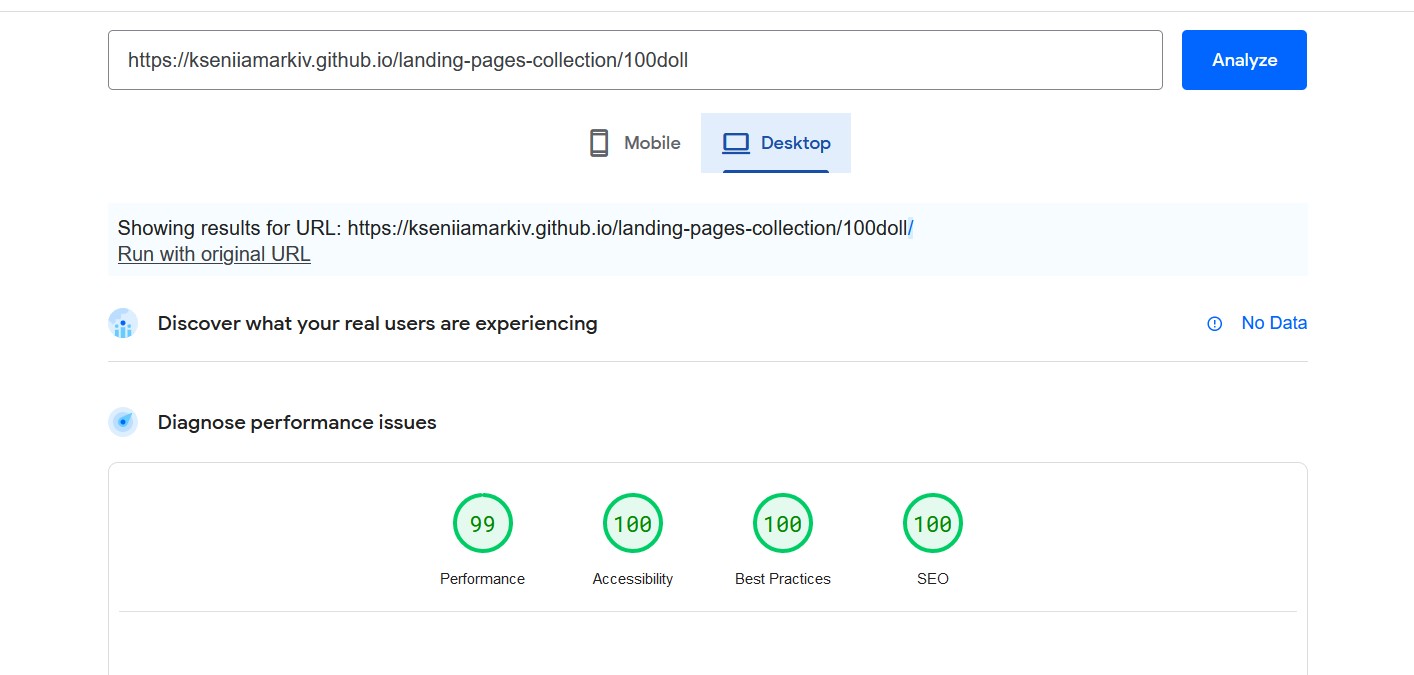 https://kseniiamarkiv.github.io/landing-pages-collection/100doll
Analyze
Mobile
Desktop
Showing results for URL: https://kseniiamarkiv.github.io/landing-pages-collection/100doll/
Run with original URL
Discover what your real users are experiencing
No Data
Diagnose performance issues
99
100
100
100
Performance
Accessibility
Best Practices
SEO